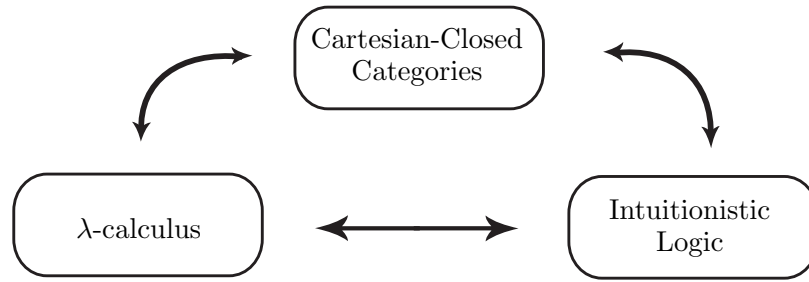 Cartesian-Closed
Categories
λ-calculus
Intuitionistic
Logic